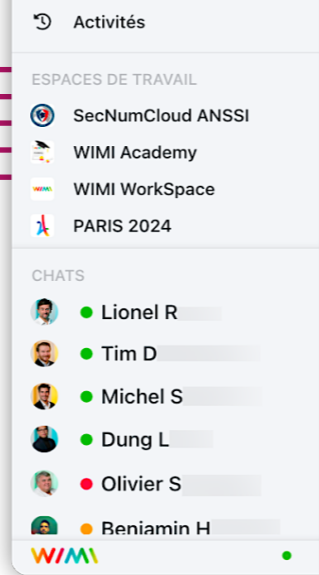 Activités
ESPACES DE TRAVAIL
SecNumCloud ANSSI
WIMI Academy
WIMI WorkSpace
PARIS 2024
CHATS
Lionel R
Tim D
Michel S
Dung L
Olivier S
Benjamin H
WIMI